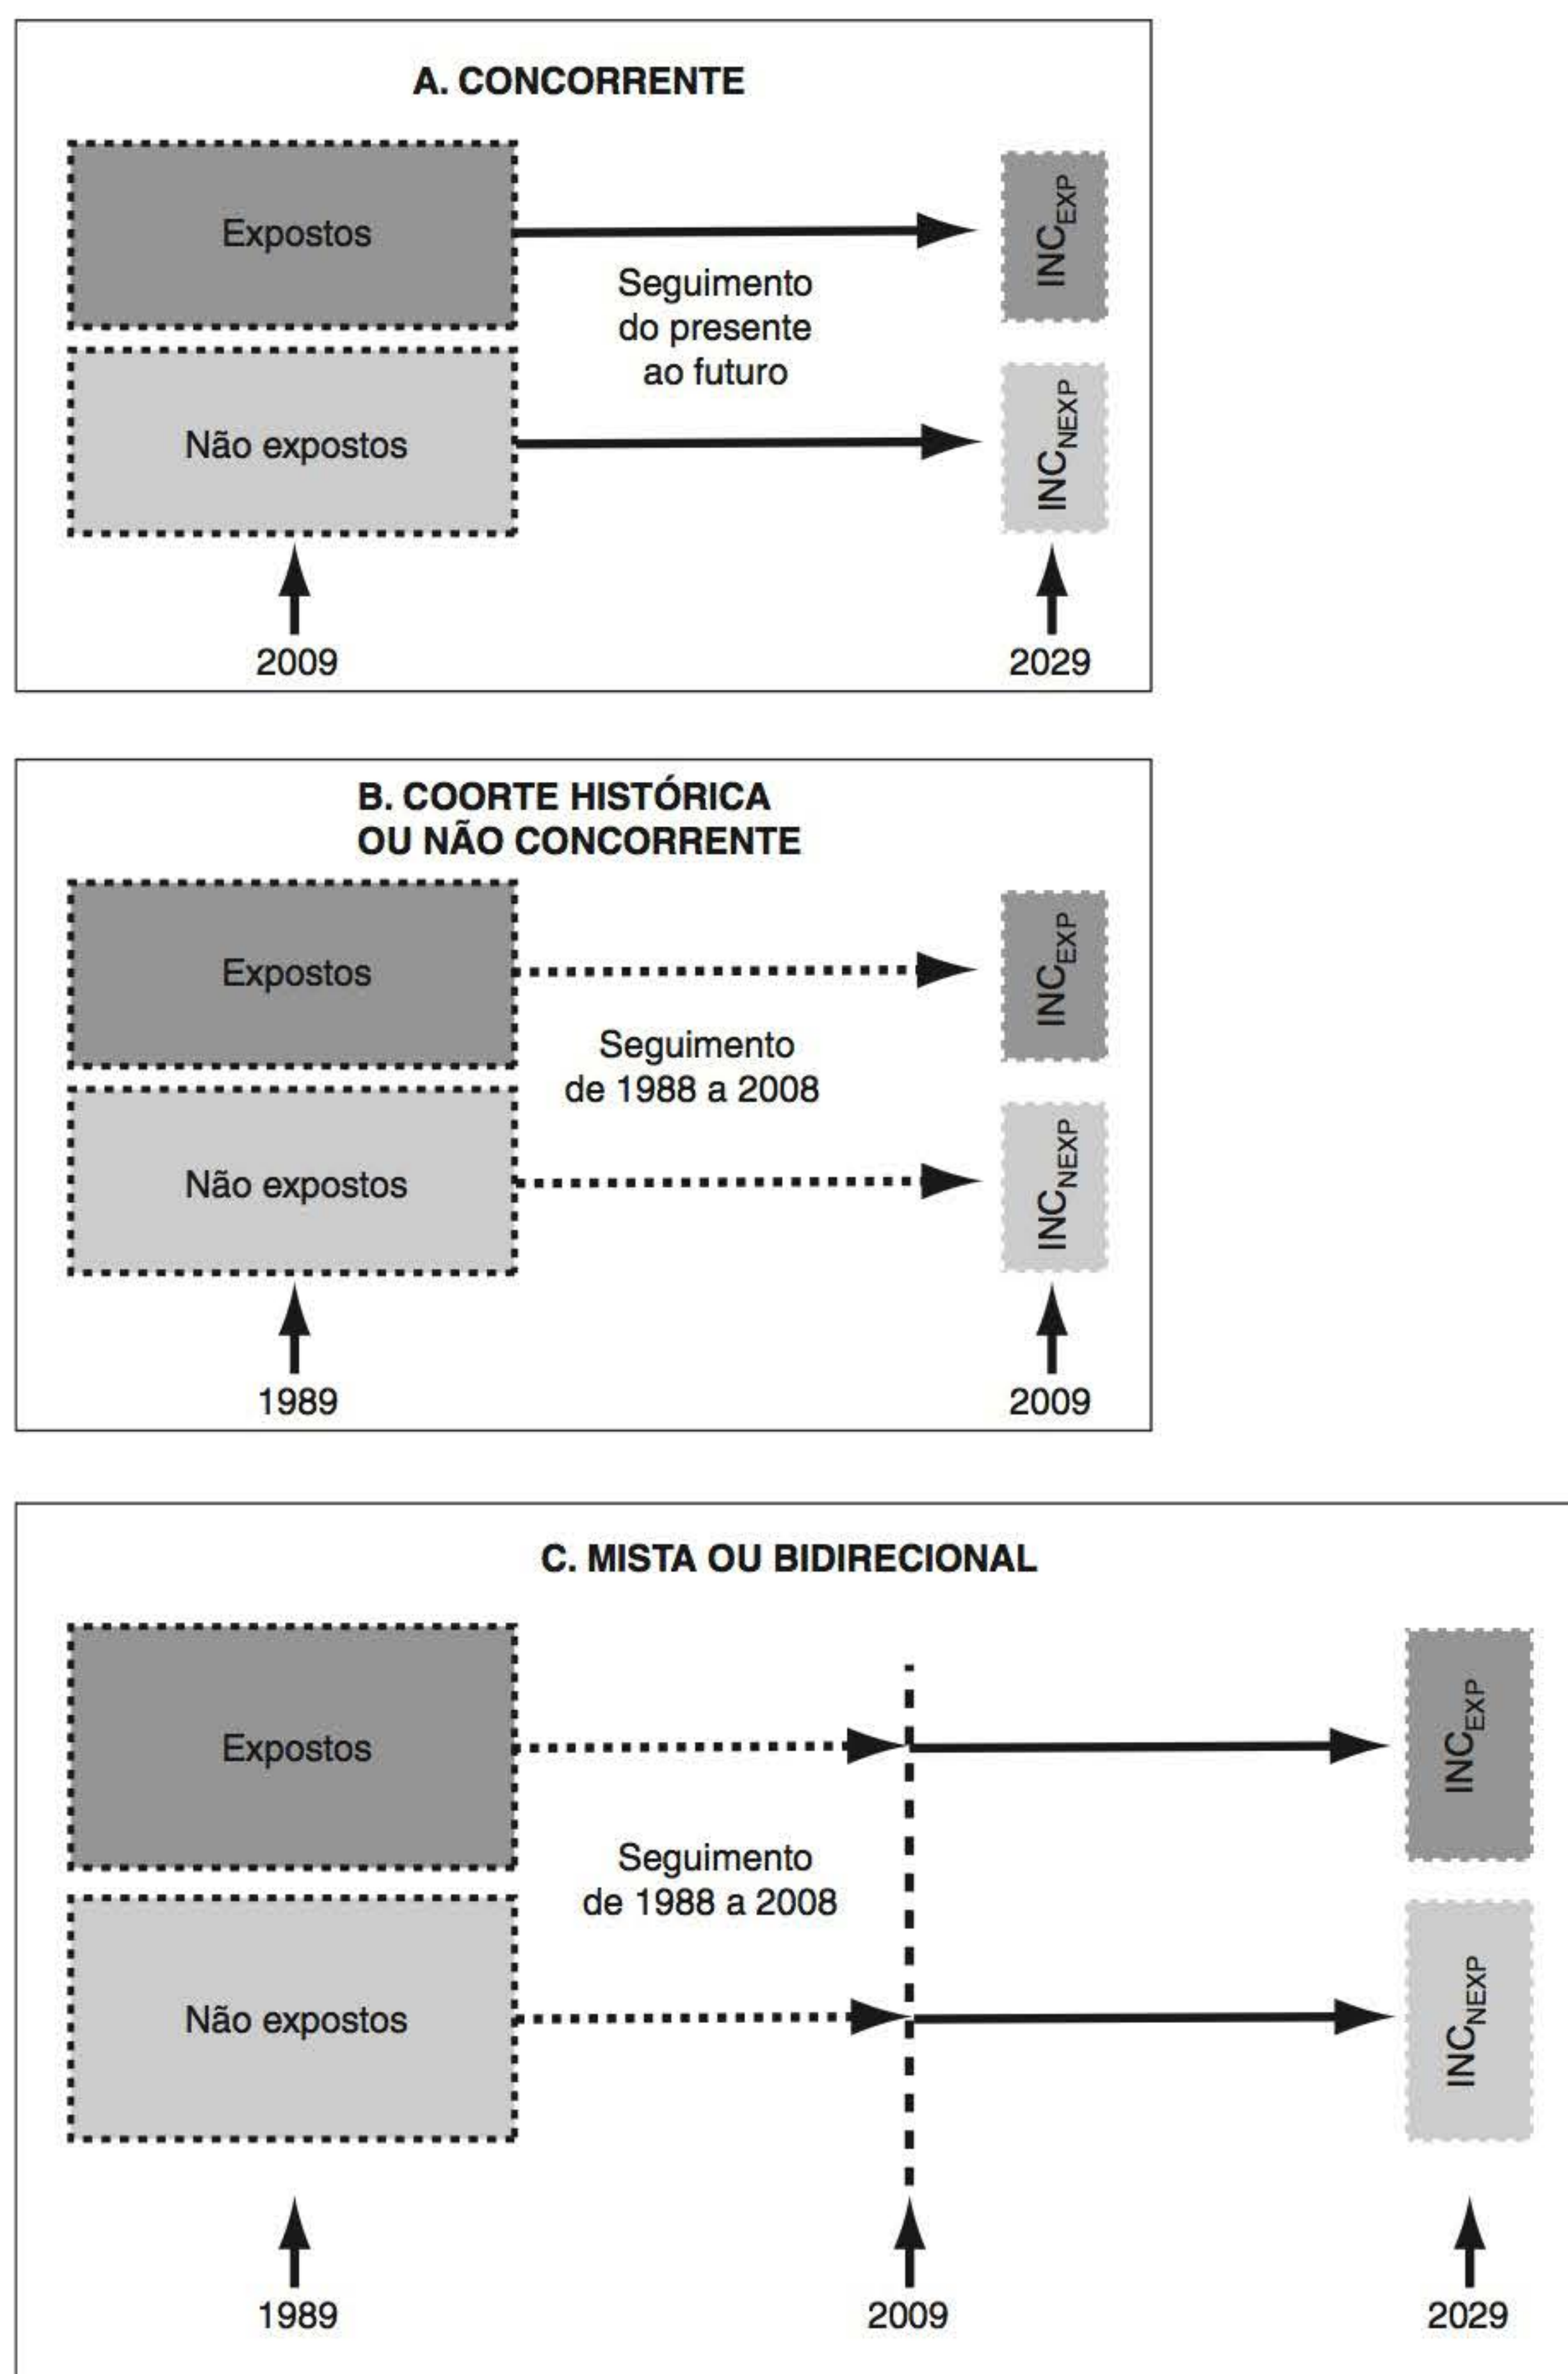 A. CONCORRENTE
Expostos
INCEXP
Seguimento
do presente
ao futuro
Não expostos
INCNEXP
2009
2029
B. COORTE HISTÓRICA
OU NÃO CONCORRENTE
Expostos
INCEXP
Seguimento
de 1988 a 2008
Não expostos
INCNEXP
1989
2009
C. MISTA OU BIDIRECIONAL
Expostos
INCEXP
Seguimento
de 1988 a 2008
Não expostos
INCNEXP
1989
2009
2029